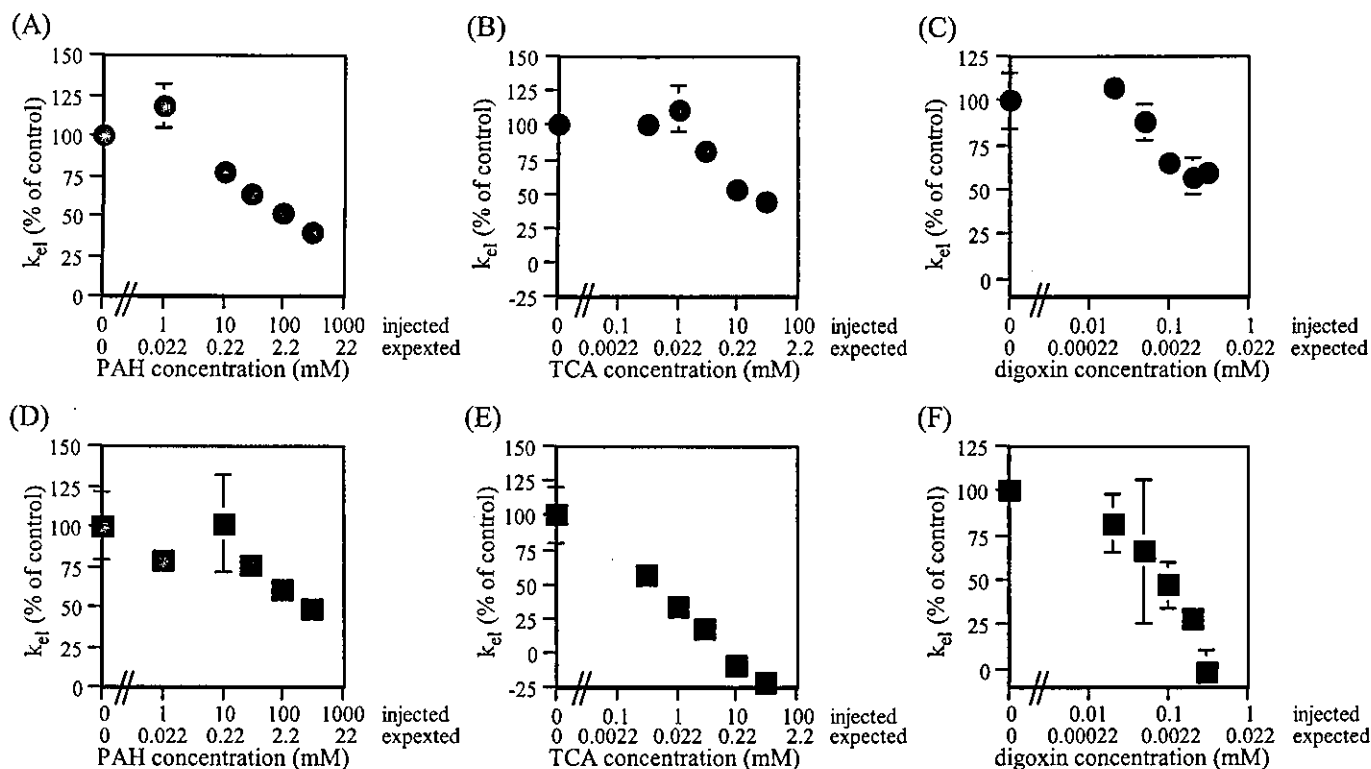 (A)
k_el (% of control)
150
125
100
75
50
25
0
0 1 10 100 1000 injected
0 0.022 0.22 2.2 22 expexted
PAH concentration (mM)
(B)
k_el (% of control)
150
125
100
75
50
25
0
-25
0 0.1 1 10 100 injected
0 0.0022 0.022 0.22 2.2 expected
TCA concentration (mM)
(C)
k_el (% of control)
125
100
75
50
25
0
0 0.01 0.1 1 injected
0 0.00022 0.0022 0.022 expected
digoxin concentration (mM)
(D)
k_el (% of control)
150
125
100
75
50
25
0
0 1 10 100 1000 injected
0 0.022 0.22 2.2 22 expexted
PAH concentration (mM)
(E)
k_el (% of control)
150
125
100
75
50
25
0
-25
0 0.1 1 10 100 injected
0 0.0022 0.022 0.22 2.2 expected
TCA concentration (mM)
(F)
k_el (% of control)
125
100
75
50
25
0
0 0.01 0.1 1 injected
0 0.00022 0.0022 0.022 expected
digoxin concentration (mM)